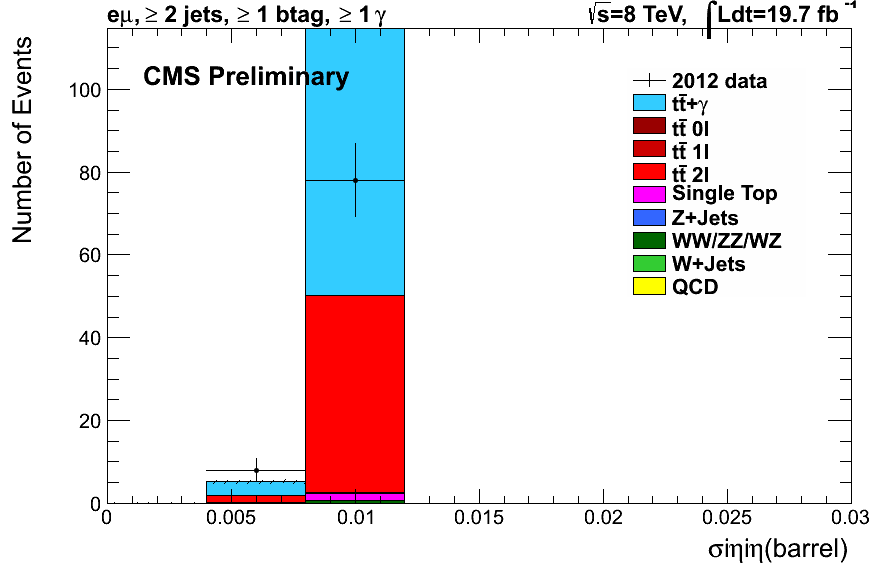 eμ, ≥ 2 jets, ≥ 1 btag, ≥ 1 γ
√s=8 TeV, ∫Ldt=19.7 fb⁻¹
CMS Preliminary
Number of Events
100
80
60
40
20
0
2012 data
tt̄+γ
tt̄ 0l
tt̄ 1l
tt̄ 2l
Single Top
Z+Jets
WW/ZZ/WZ
W+Jets
QCD
0 0.005 0.01 0.015 0.02 0.025 0.03
σiηiη(barrel)